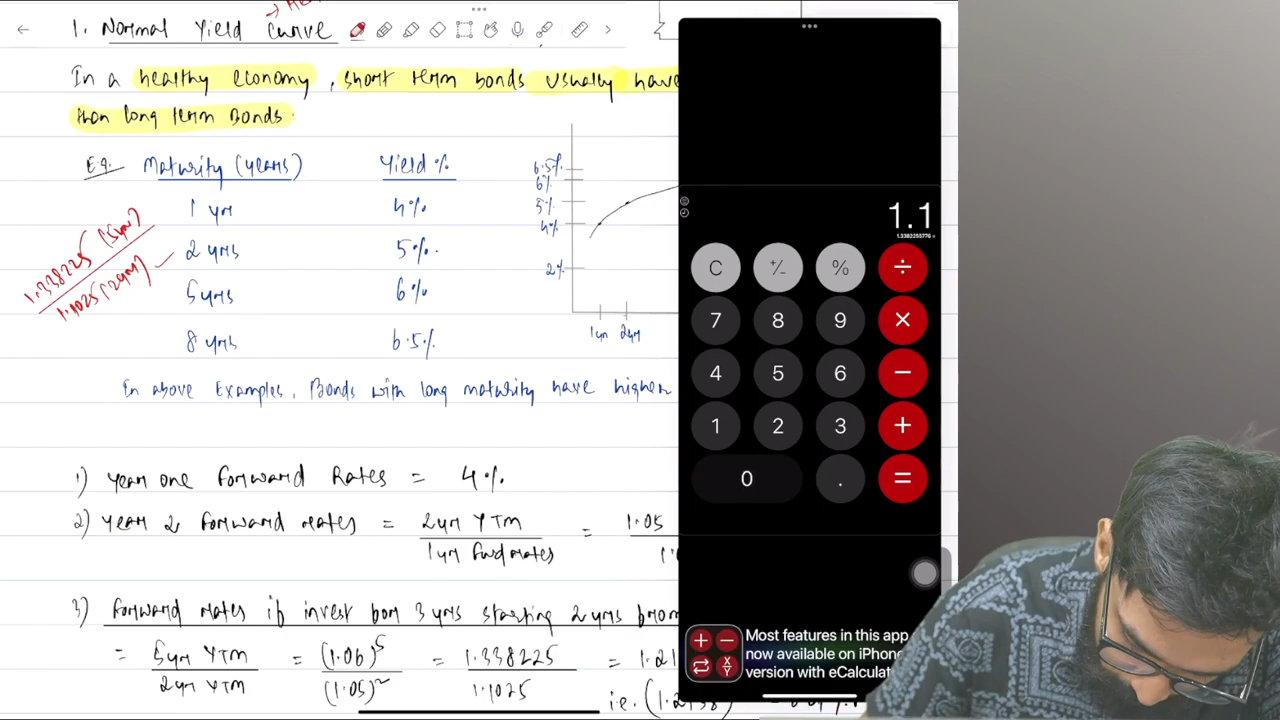 1. Normal Yield Curve
In a healthy economy, short term bonds usually have
than long term Bonds.
E.g. Maturity (years) Yield %
1 yr 4%
2 yrs 5%.
5 yrs 6%
8 yrs 6.5%.
1.338225 (5yr)
1.1025 (2yr)
6.5%
6%
5%
4%
2%
1yr 2yr
In above Examples, Bonds with long maturity have higher
1) Year one forward Rates = 4%
2) Year 2 forward rates = 2yr YTM = 1.05
1yr fwd rates
3) forward rates if invest for 3 yrs starting 2 yrs from
= 5yr YTM = (1.06)^5 = 1.338225 = 1.21
2yr YTM (1.05)^2 1.1025
i.e.
1.1
1.3382255776 ÷
C +/- % ÷
7 8 9 ×
4 5 6 −
1 2 3 +
0 . =
+ − X Y
Most features in this app
now available on iPhone
version with eCalculat